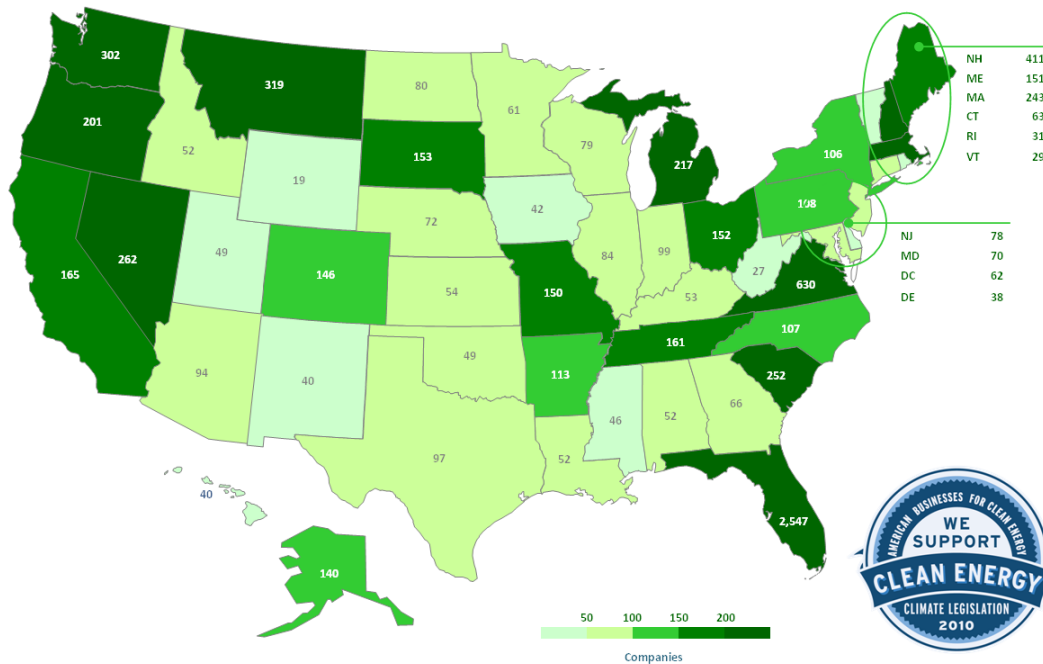 302
319
80
61
NH 411
ME 151
MA 243
CT 63
RI 31
VT 29
201
52
153
79
217
106
19
42
108
72
49
146
84
99
152
27
NJ 78
MD 70
DC 62
DE 38
165
262
54
150
53
630
161
107
94
40
49
113
252
46
52
66
97
52
40
2,547
140
AMERICAN BUSINESSES FOR CLEAN ENERGY
WE
SUPPORT
CLEAN ENERGY
CLIMATE LEGISLATION
2010
50 100 150 200
Companies